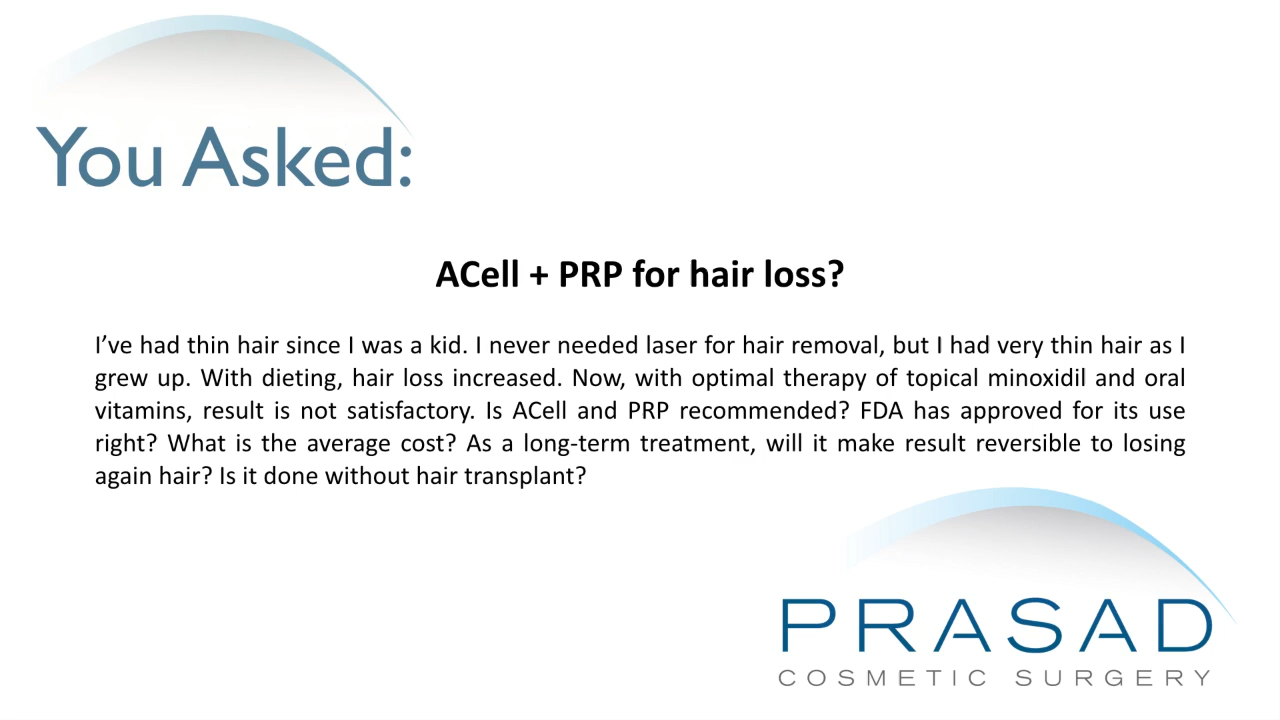 You Asked:
ACell + PRP for hair loss?
I’ve had thin hair since I was a kid. I never needed laser for hair removal, but I had very thin hair as I
grew up. With dieting, hair loss increased. Now, with optimal therapy of topical minoxidil and oral
vitamins, result is not satisfactory. Is ACell and PRP recommended? FDA has approved for its use
right? What is the average cost? As a long-term treatment, will it make result reversible to losing
again hair? Is it done without hair transplant?
PRASAD
COSMETIC SURGERY